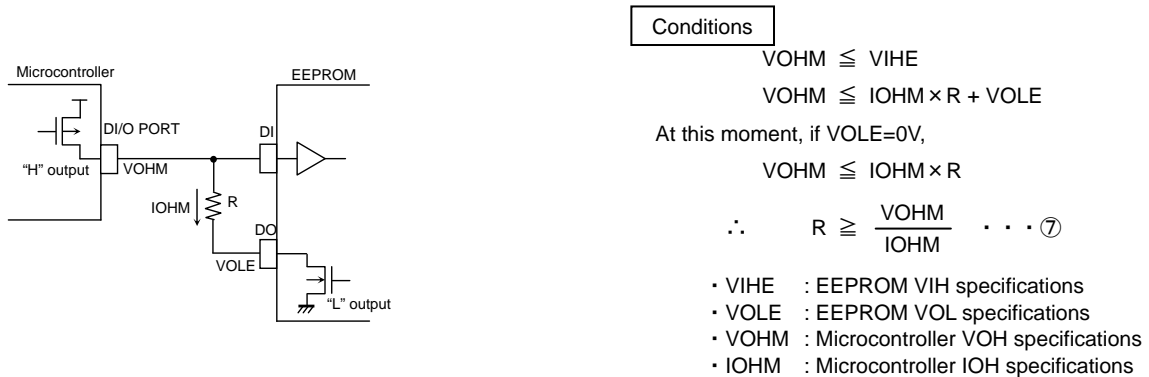 Microcontroller
EEPROM
DI/O PORT
DI
"H" output
VOHM
IOHM
R
DO
VOLE
"L" output
Conditions
VOHM ≦ VIHE
VOHM ≦ IOHM×R + VOLE
At this moment, if VOLE=0V,
VOHM ≦ IOHM×R
∴ R ≧ VOHM / IOHM ・・・⑦
・VIHE : EEPROM VIH specifications
・VOLE : EEPROM VOL specifications
・VOHM : Microcontroller VOH specifications
・IOHM : Microcontroller IOH specifications